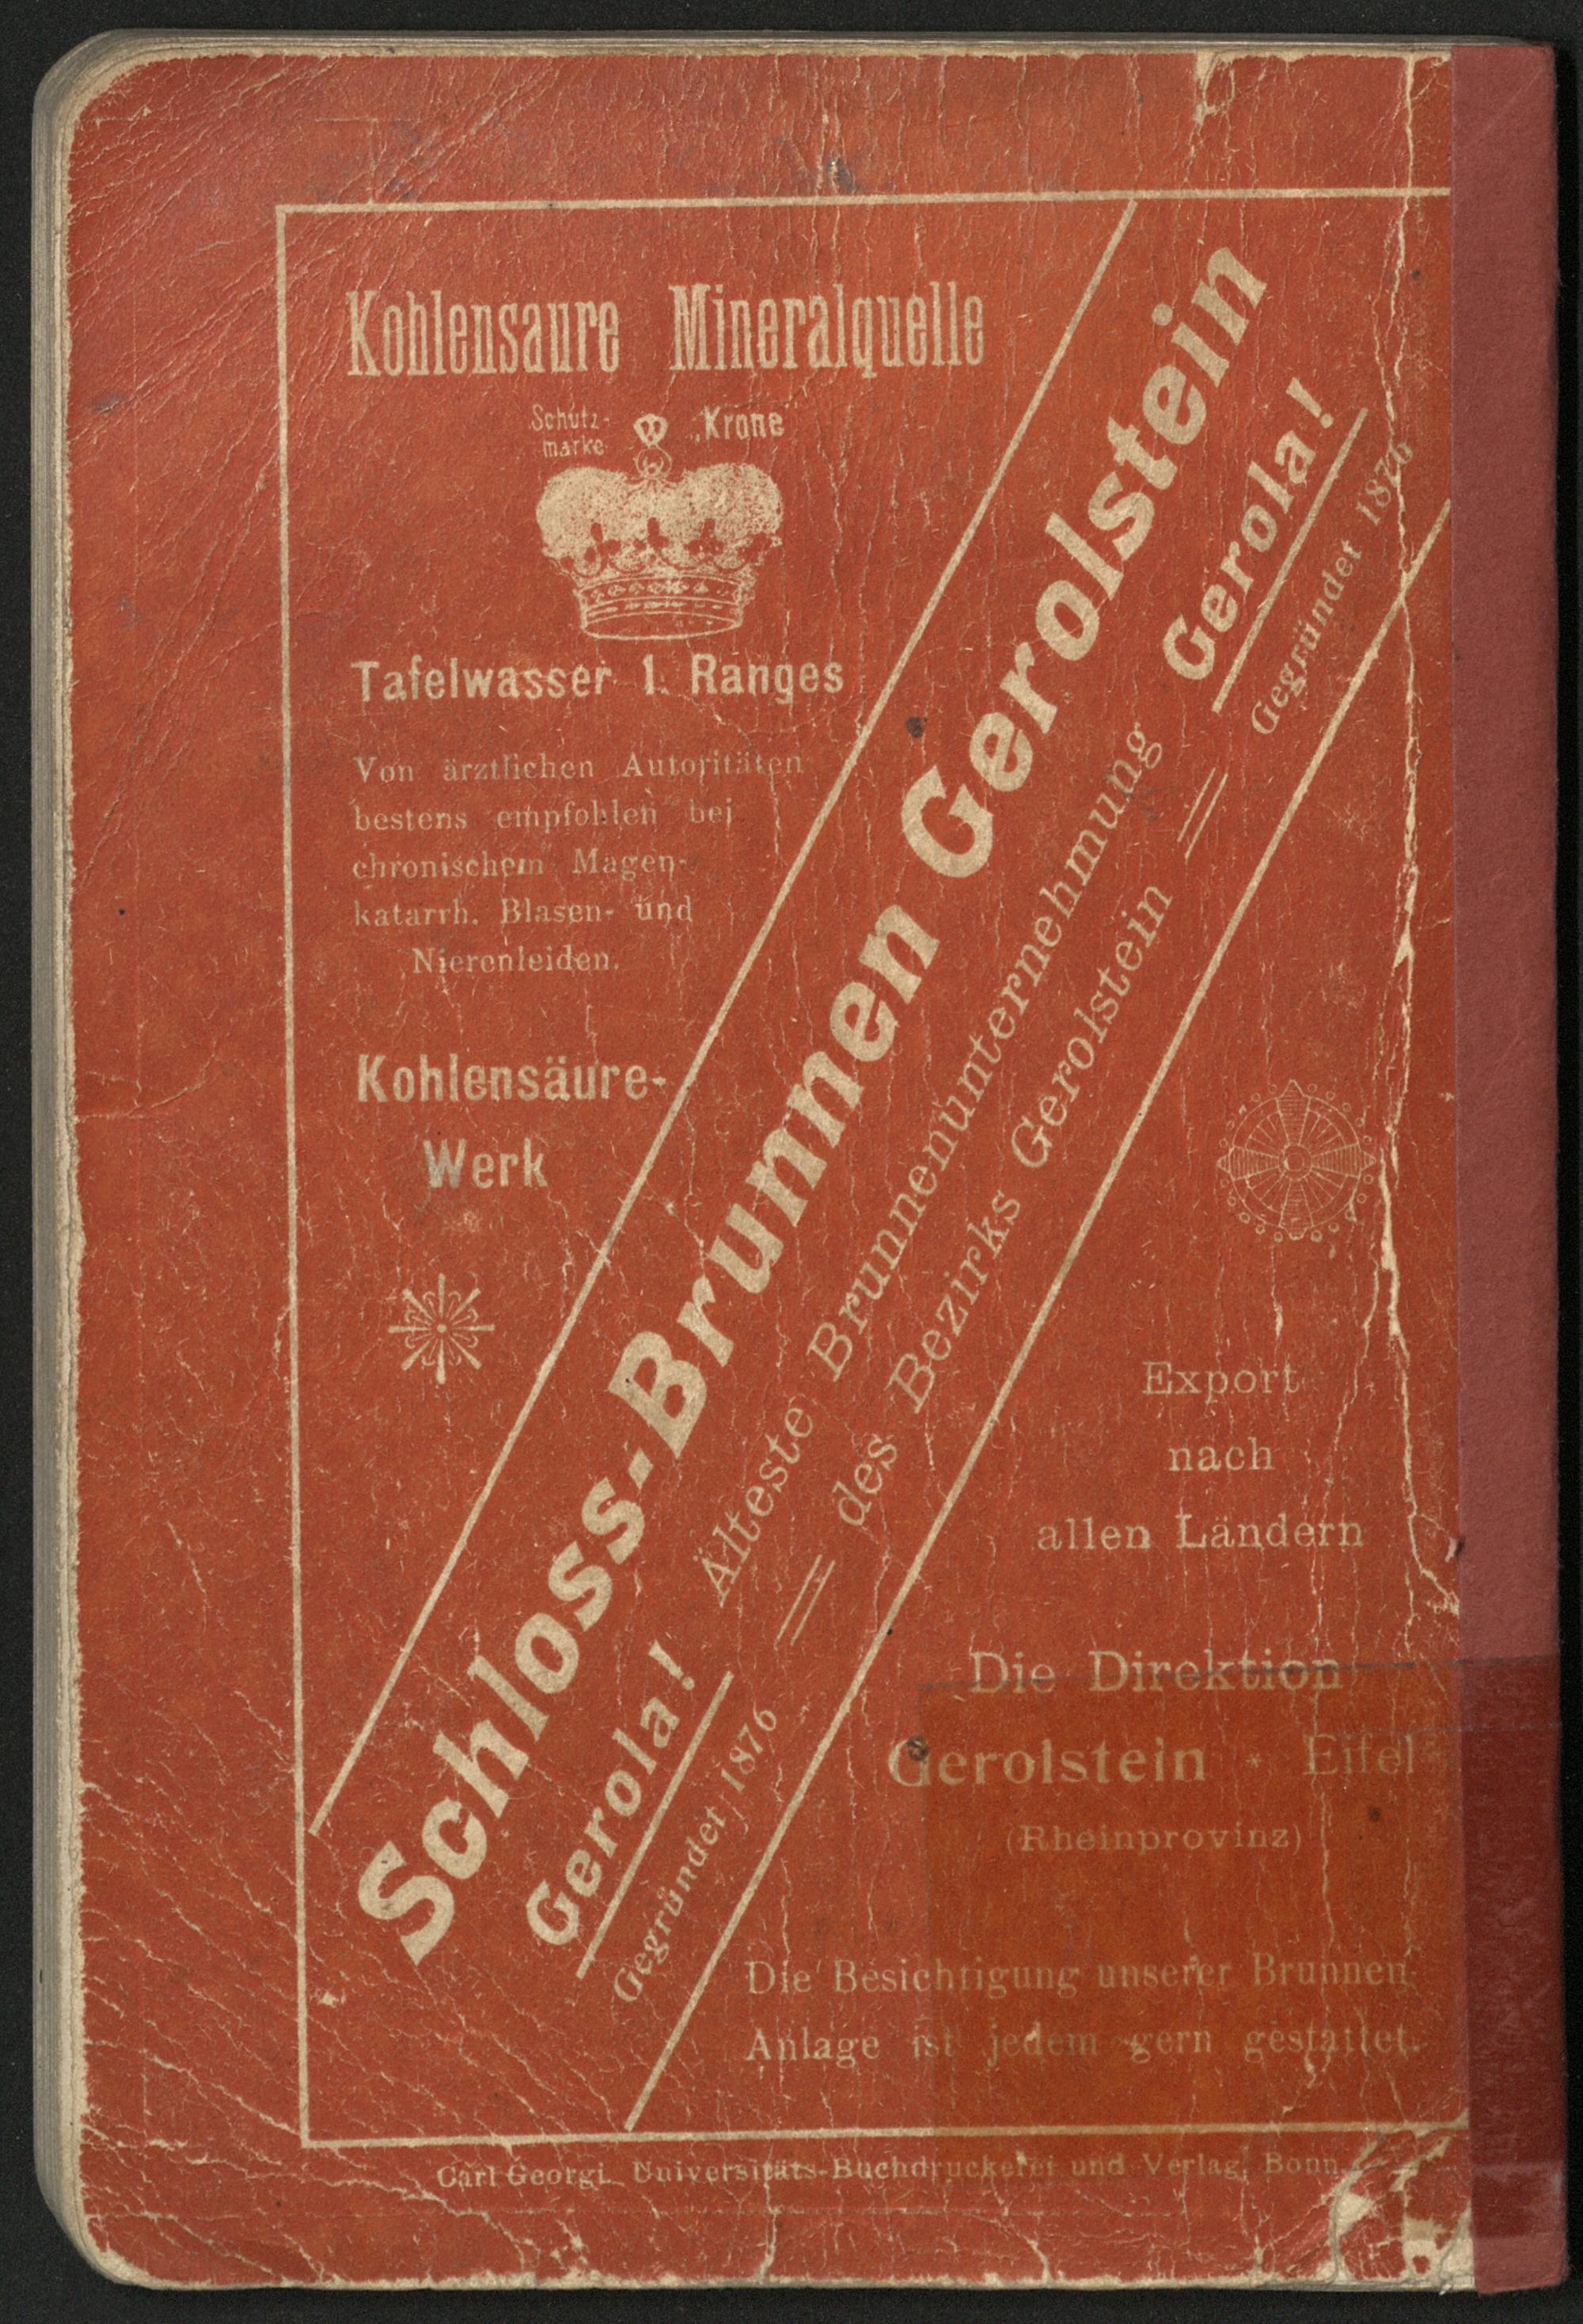 Kohlensaure Mineralquelle
Schutz-
marke
„Krone“
Tafelwasser 1. Ranges
Von ärztlichen Autoritäten
bestens empfohlen bei
chronischem Magen-
katarrh, Blasen- und
Nierenleiden.
Kohlensäure-
Werk
Schloss-Brunnen Gerolstein
Gerola! Älteste Brunnenunternehmung Gerola!
Gegründet 1876 des Bezirks Gerolstein Gegründet 1876
Export
nach
allen Ländern
Die Direktion
Gerolstein * Eifel
(Rheinprovinz)
Die Besichtigung unserer Brunnen-
Anlage ist jedem gern gestattet.
Carl Georgi, Universitäts-Buchdruckerei und Verlag, Bonn